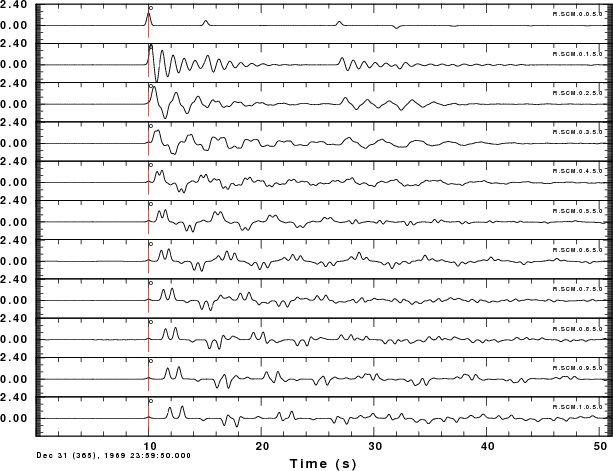 2.40
o
R.SCM.0.0.5.0
0.00
2.40
o
R.SCM.0.1.5.0
0.00
2.40
o
R.SCM.0.2.5.0
0.00
2.40
o
R.SCM.0.3.5.0
0.00
2.40
o
R.SCM.0.4.5.0
0.00
2.40
o
R.SCM.0.5.5.0
0.00
2.40
o
R.SCM.0.6.5.0
0.00
2.40
o
R.SCM.0.7.5.0
0.00
2.40
o
R.SCM.0.8.5.0
0.00
2.40
o
R.SCM.0.9.5.0
0.00
2.40
o
R.SCM.1.0.5.0
0.00
10 20 30 40 50
Dec 31 (365), 1969 23:59:50.000
Time (s)